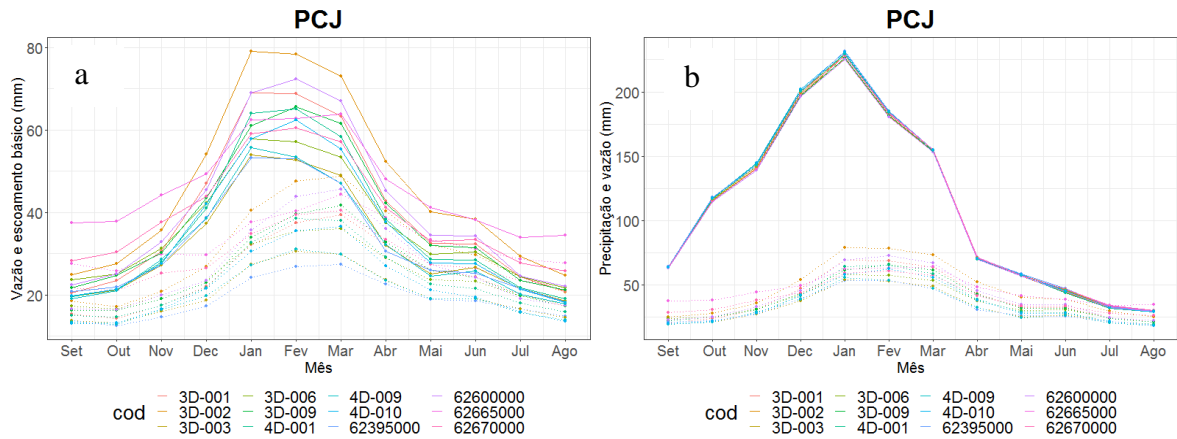 PCJ
a
Vazão e escoamento básico (mm)
80
60
40
20
Set Out Nov Dec Jan Fev Mar Abr Mai Jun Jul Ago
Mês
cod
3D-001 3D-006 4D-009 62600000
3D-002 3D-009 4D-010 62665000
3D-003 4D-001 62395000 62670000
PCJ
b
Precipitação e vazão (mm)
200
150
100
50
Set Out Nov Dec Jan Fev Mar Abr Mai Jun Jul Ago
Mês
cod
3D-001 3D-006 4D-009 62600000
3D-002 3D-009 4D-010 62665000
3D-003 4D-001 62395000 62670000